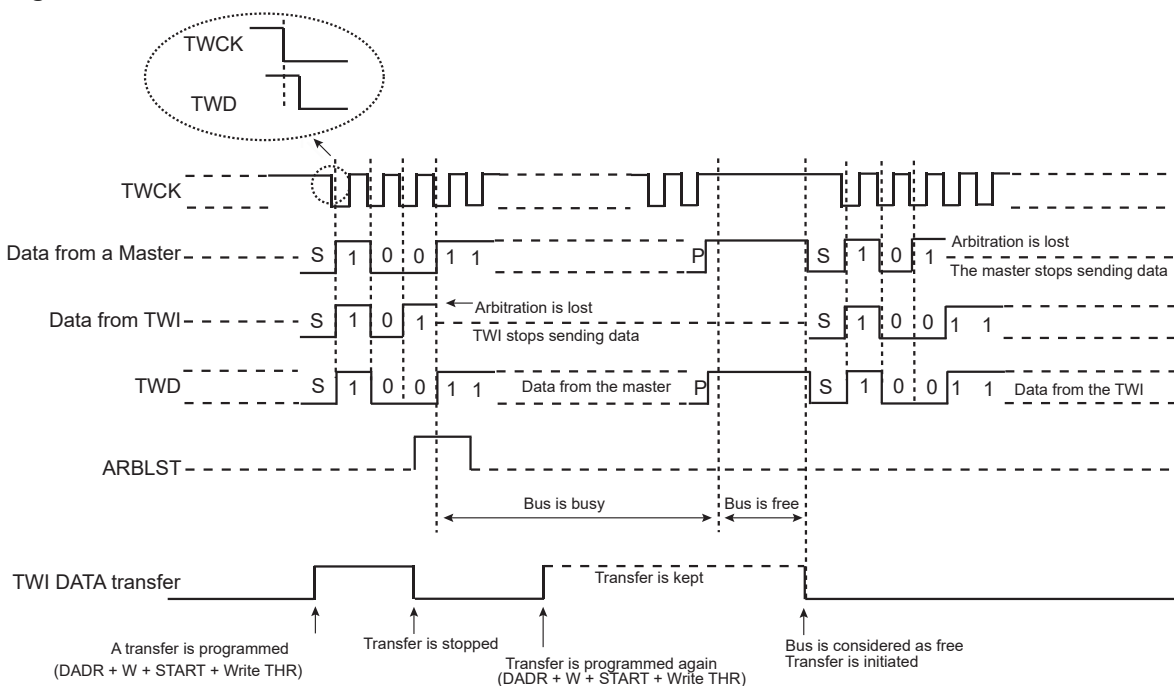 TWCK
TWD
TWCK
Data from a Master S 1 0 0 1 1 P S 1 0 1 Arbitration is lost
The master stops sending data
Data from TWI S 1 0 1 Arbitration is lost
TWI stops sending data
S 1 0 0 1 1
TWD S 1 0 0 1 1 Data from the master P S 1 0 0 1 1 Data from the TWI
ARBLST
Bus is busy Bus is free
TWI DATA transfer Transfer is kept
A transfer is programmed
(DADR + W + START + Write THR)
Transfer is stopped
Transfer is programmed again
(DADR + W + START + Write THR)
Bus is considered as free
Transfer is initiated